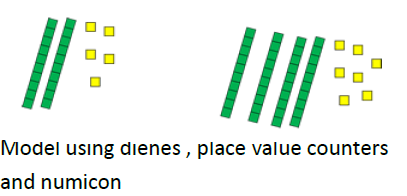 Model using dienes , place value counters
and numicon